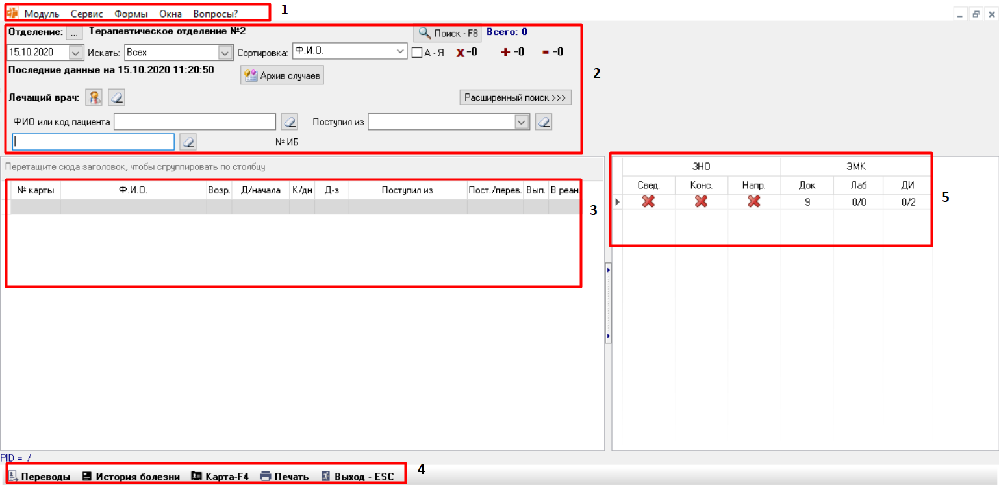 Модуль Сервис Формы Окна Вопросы? 1
Отделение: ... Терапевтическое отделение №2 Поиск - F8 Всего: 0
15.10.2020 Искать: Всех Сортировка: Ф.И.О. А - Я X -0 + -0 - -0
2
Последние данные на 15.10.2020 11:20:50 Архив случаев
Лечащий врач: Расширенный поиск >>>
ФИО или код пациента Поступил из
№ ИБ
Перетащите сюда заголовок, чтобы сгруппировать по столбцу
№ карты Ф.И.О. Возр. Д/начала К/дн Д-з Поступил из Пост./перев. Вып. В реан.
3
ЗНО ЭМК
Свед. Конс. Напр. Док Лаб ДИ
9 0/0 0/2
5
PID = /
Переводы История болезни Карта-F4 Печать Выход - ESC 4